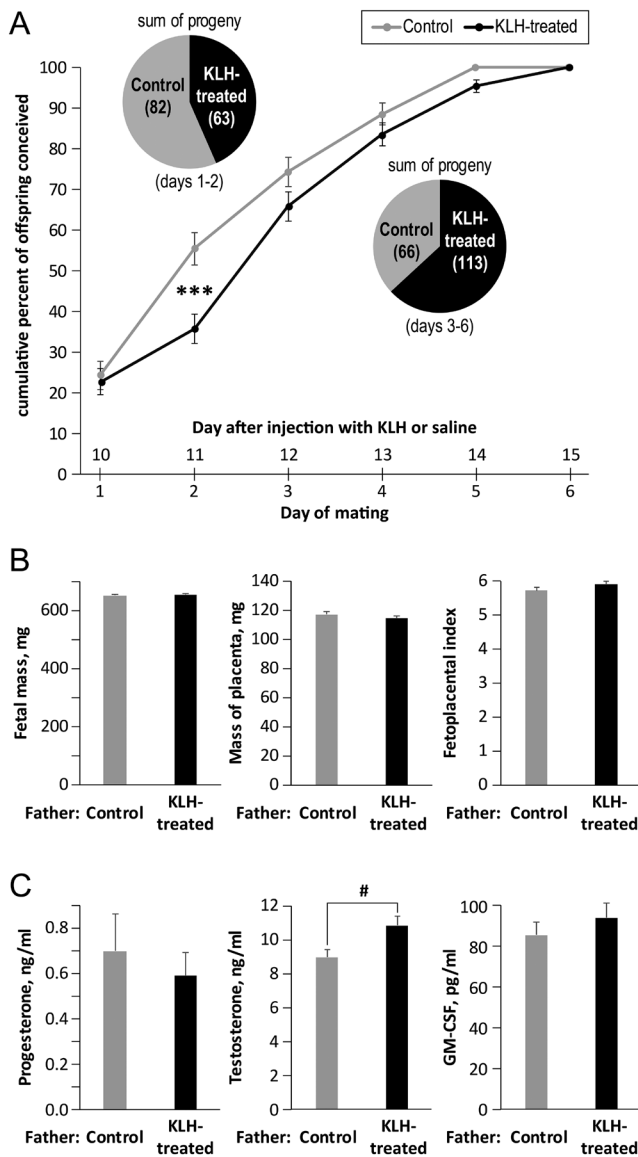 A
sum of progeny
Control
KLH-treated
Control
(82)
KLH-
treated
(63)
(days 1-2)
sum of progeny
Control
(66)
KLH-
treated
(113)
(days 3-6)
***
cumulative percent of offspring conceived
100
90
80
70
60
50
40
30
20
10
0
Day after injection with KLH or saline
10 11 12 13 14 15
1 2 3 4 5 6
Day of mating
B
Fetal mass, mg
600
400
200
0
Father: Control KLH-
treated
Mass of placenta, mg
140
120
100
80
60
40
20
0
Father: Control KLH-
treated
Fetoplacental index
6
5
4
3
2
1
0
Father: Control KLH-
treated
C
Progesterone, ng/ml
0.8
0.6
0.4
0.2
0.0
Father: Control KLH-
treated
Testosterone, ng/ml
12
10
8
6
4
2
0
#
Father: Control KLH-
treated
GM-CSF, pg/ml
100
80
60
40
20
0
Father: Control KLH-
treated